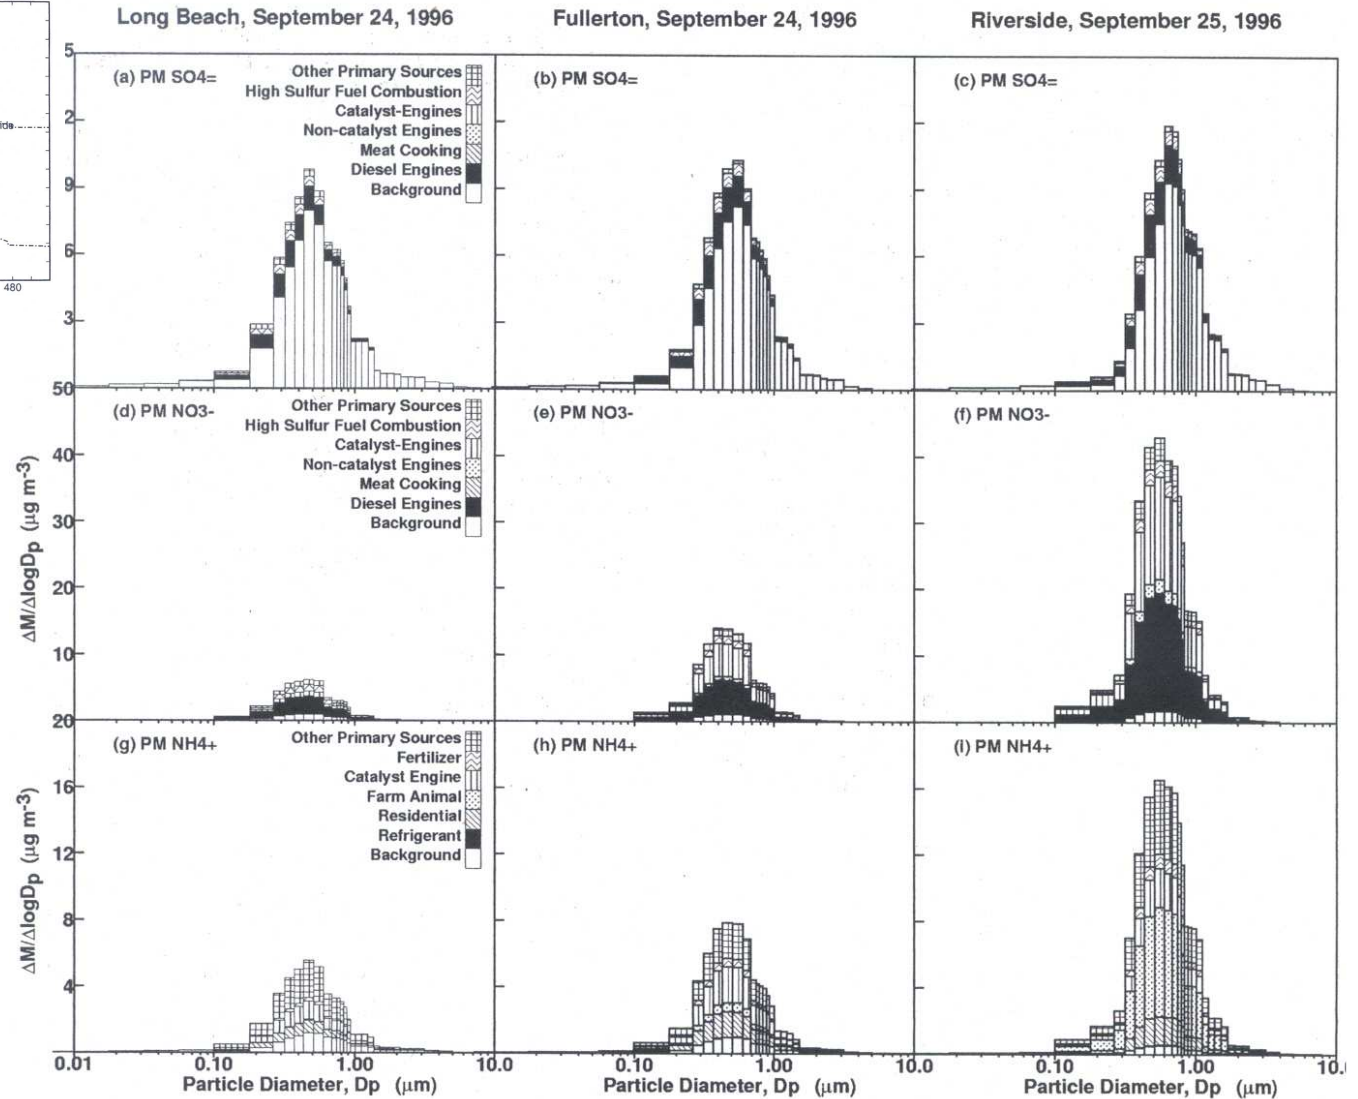 Long Beach, September 24, 1996 Fullerton, September 24, 1996 Riverside, September 25, 1996
5
(a) PM SO4= (b) PM SO4= (c) PM SO4=
Other Primary Sources
High Sulfur Fuel Combustion
Catalyst-Engines
Non-catalyst Engines
Meat Cooking
Diesel Engines
Background
2
9
6
3
480
50
(d) PM NO3- (e) PM NO3- (f) PM NO3-
Other Primary Sources
High Sulfur Fuel Combustion
Catalyst-Engines
Non-catalyst Engines
Meat Cooking
Diesel Engines
Background
40
30
20
10
ΔM/ΔlogDp (μg m-3)
20
(g) PM NH4+ (h) PM NH4+ (i) PM NH4+
Other Primary Sources
Fertilizer
Catalyst Engine
Farm Animal
Residential
Refrigerant
Background
16
12
8
4
ΔM/ΔlogDp (μg m-3)
0.01 0.10 1.00 10.0 0.10 1.00 10.0 0.10 1.00 10.
Particle Diameter, Dp (μm) Particle Diameter, Dp (μm) Particle Diameter, Dp (μm)